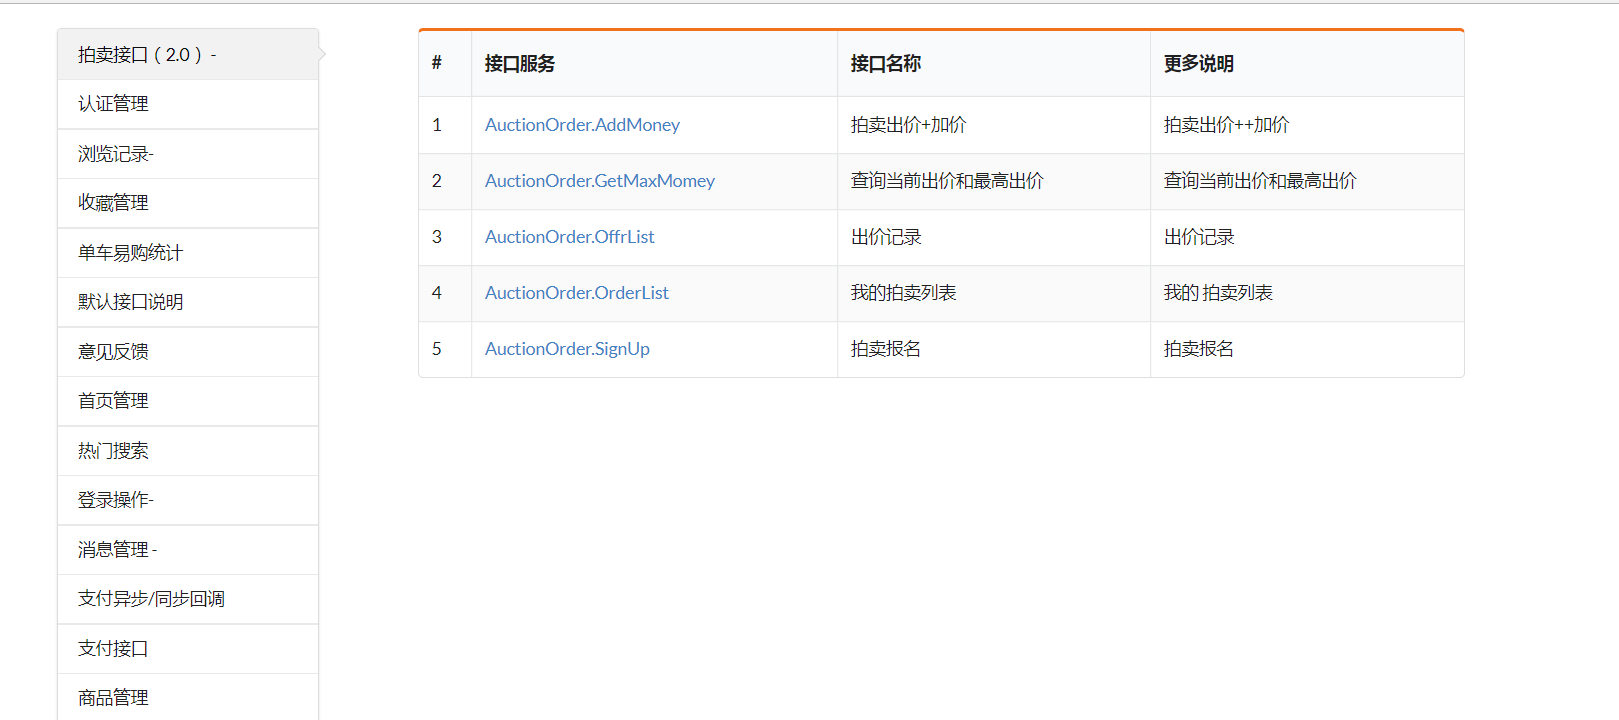 拍卖接口（2.0）-
认证管理
浏览记录-
收藏管理
单车易购统计
默认接口说明
意见反馈
首页管理
热门搜索
登录操作-
消息管理 -
支付异步/同步回调
支付接口
商品管理
# 接口服务 接口名称 更多说明
1 AuctionOrder.AddMoney 拍卖出价+加价 拍卖出价++加价
2 AuctionOrder.GetMaxMomey 查询当前出价和最高出价 查询当前出价和最高出价
3 AuctionOrder.OffrList 出价记录 出价记录
4 AuctionOrder.OrderList 我的拍卖列表 我的 拍卖列表
5 AuctionOrder.SignUp 拍卖报名 拍卖报名